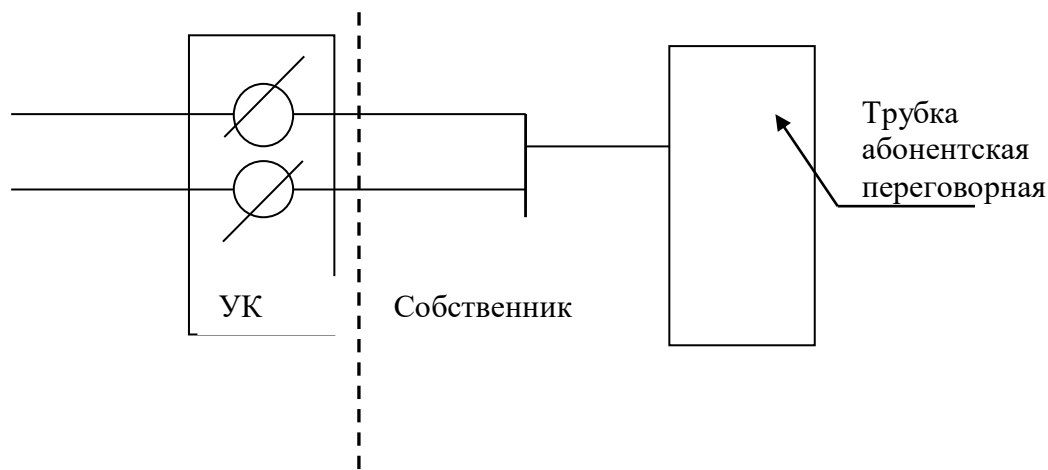 УК
Собственник
Трубка
абонентская
переговорная